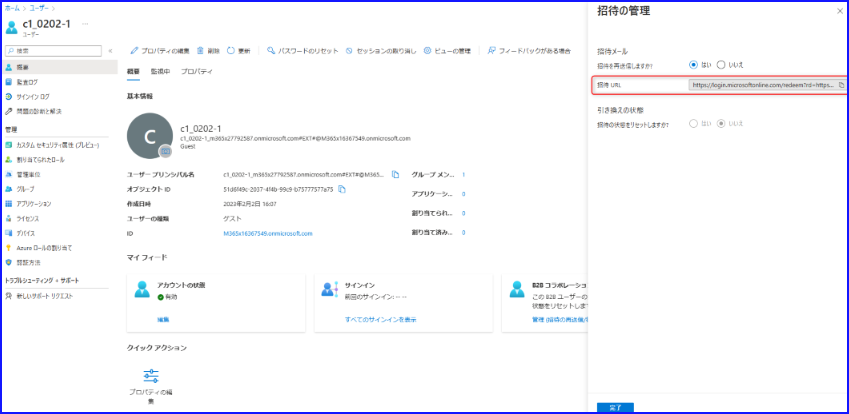 ホーム > ユーザー >
c1_0202-1 …
ユーザー
検索
プロパティの編集 削除 更新 パスワードのリセット セッションの取り消し ビューの管理 フィードバックがある場合
概要
監査ログ
サインイン ログ
問題の診断と解決
管理
カスタム セキュリティ属性 (プレビュー)
割り当てられたロール
管理単位
グループ
アプリケーション
ライセンス
デバイス
Azure ロールの割り当て
認証方法
トラブルシューティング + サポート
新しいサポート リクエスト
概要 監視中 プロパティ
基本情報
C
c1_0202-1
c1_0202-1_m365x27792587.onmicrosoft.com#EXT#@M365x16367549.onmicrosoft.com
Guest
ユーザー プリンシパル名 c1_0202-1_m365x27792587.onmicrosoft.com#EXT#@M365...
オブジェクト ID 51d6f49c-2037-4f4b-99c9-b75777577a75
作成日時 2023年2月2日 16:07
ユーザーの種類 ゲスト
ID M365x16367549.onmicrosoft.com
グループ メン... 1
アプリケーシ... 0
割り当てられ... 0
割り当て済み... 0
マイ フィード
アカウントの状態
有効
編集
サインイン
前回のサインイン: -- --
すべてのサインインを表示
B2B コラボレーショ
この B2B ユーザーの
状態をリセットしま
管理 (招待の再送信/
クイック アクション
プロパティの編
集
招待の管理
招待メール
招待を再送信しますか? はい いいえ
招待 URL https://login.microsoftonline.com/redeem?rd=https...
引き換えの状態
招待の状態をリセットしますか? はい いいえ
完了